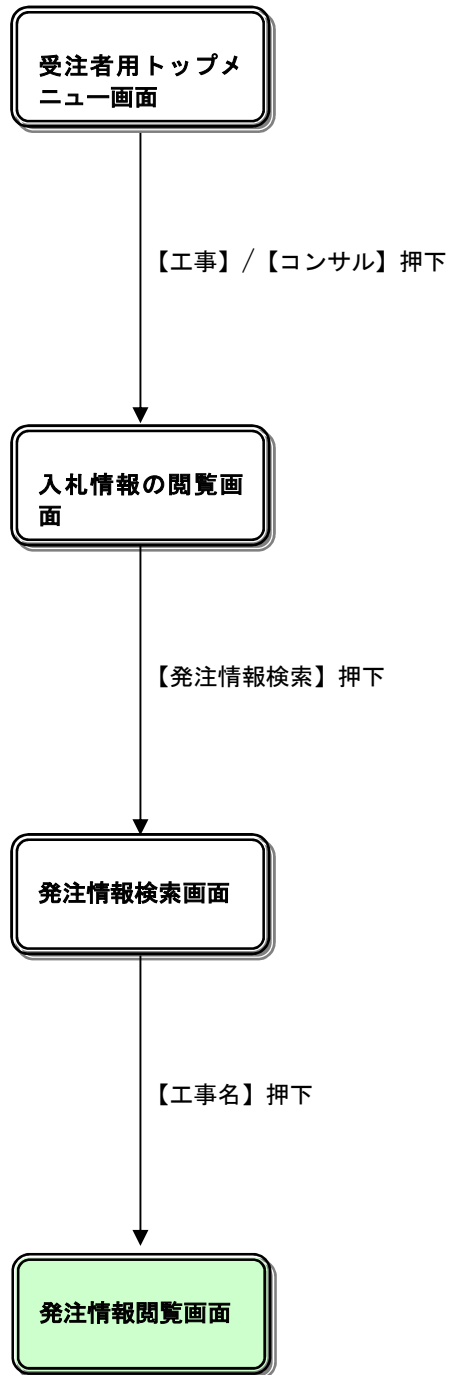 受注者用トップメ
ニュー画面
【工事】/【コンサル】押下
入札情報の閲覧画
面
【発注情報検索】押下
発注情報検索画面
【工事名】押下
発注情報閲覧画面